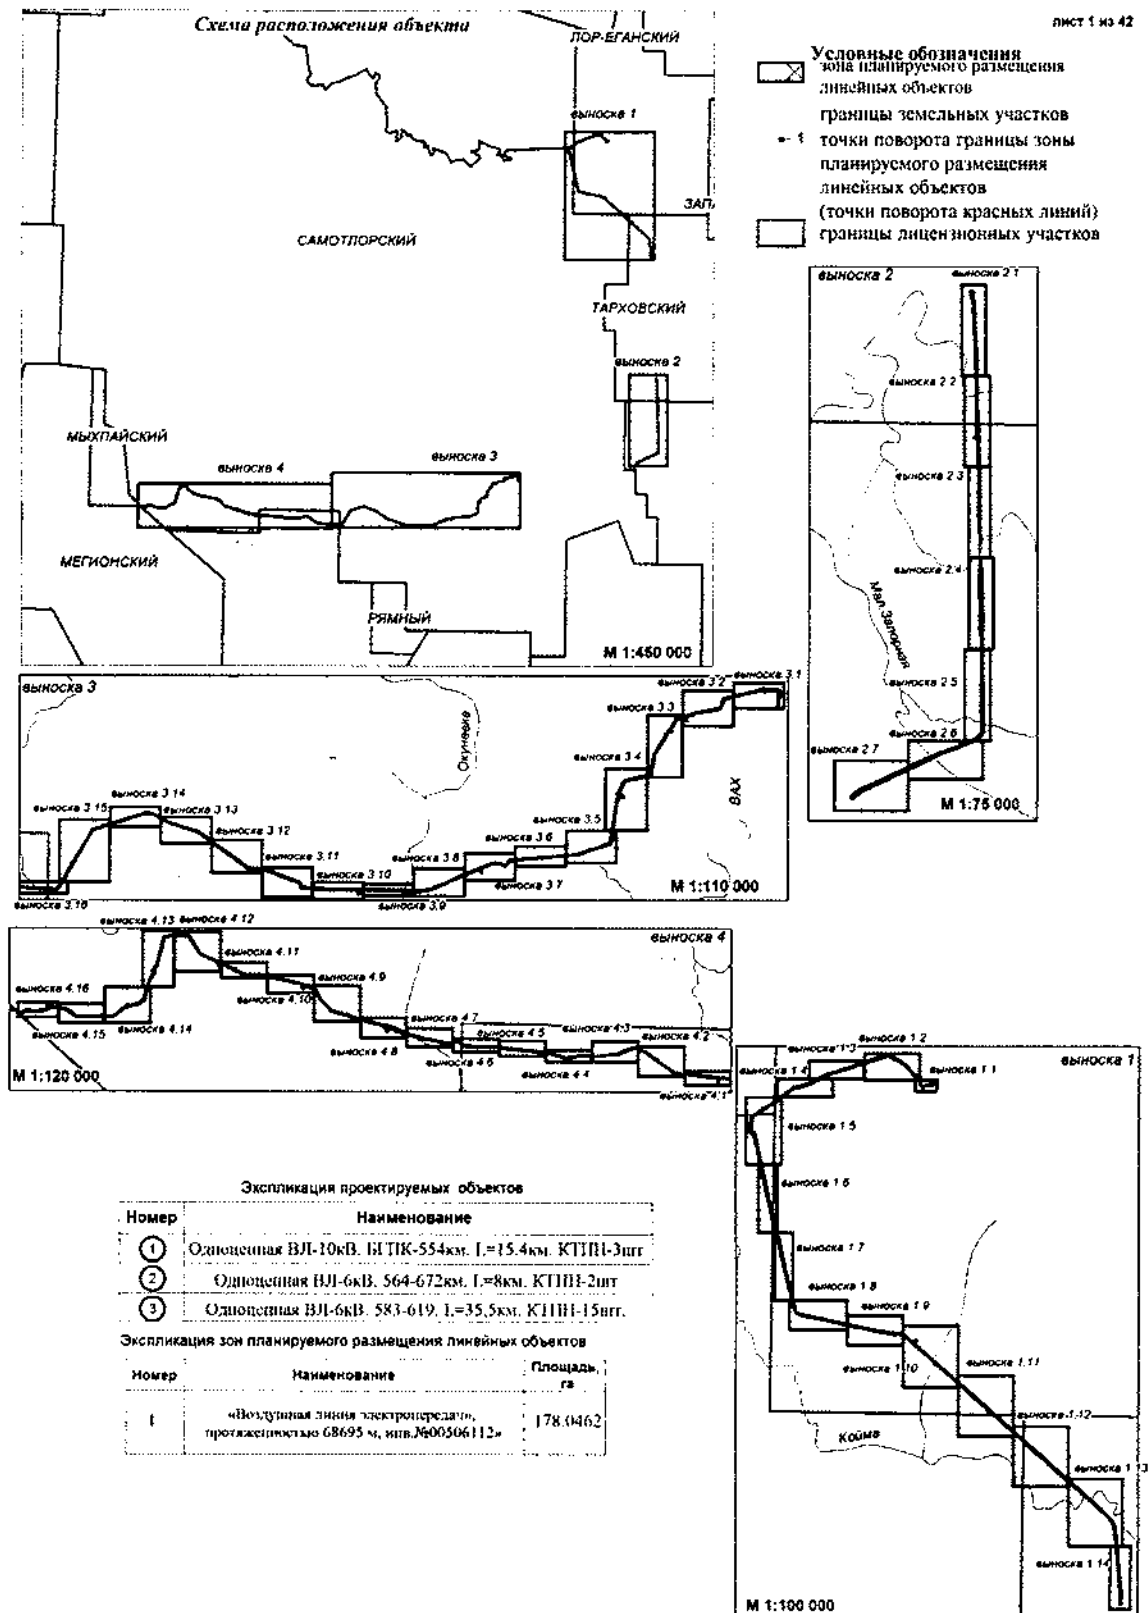 лист 1 из 42
Схема расположения объекта
ЛОР-ЕГАНСКИЙ
выноска 1
ЗАПА
САМОТЛОРСКИЙ
ТАРХОВСКИЙ
выноска 2
МЫХПАЙСКИЙ
выноска 4
выноска 3
МЕГИОНСКИЙ
РЯМНЫЙ
М 1:450 000
Условные обозначения
зона планируемого размещения
линейных объектов
границы земельных участков
1 точки поворота границы зоны
планируемого размещения
линейных объектов
(точки поворота красных линий)
границы лицензионных участков
выноска 2
выноска 2.1
выноска 2.2
выноска 2.3
выноска 2.4
Мал.Запорная
выноска 2.5
выноска 2.6
выноска 2.7
М 1:75 000
выноска 3
выноска 3.2
выноска 3.1
выноска 3.3
Окуневка
выноска 3.4
ВАХ
выноска 3.14
выноска 3.15
выноска 3.13
выноска 3.5
выноска 3.12
выноска 3.6
выноска 3.11
выноска 3.8
выноска 3.10
выноска 3.7
М 1:110 000
выноска 3.16
выноска 3.9
выноска 4.13
выноска 4.12
выноска 4
выноска 4.11
выноска 4.9
выноска 4.16
выноска 4.10
выноска 4.7
выноска 4.15
выноска 4.14
выноска 4.5
выноска 4.3
выноска 4.2
выноска 4.8
выноска 4.6
выноска 4.4
М 1:120 000
выноска 4.1
выноска 1
выноска 1.2
выноска 1.3
выноска 1.4
выноска 1.1
выноска 1.5
выноска 1.6
выноска 1.7
выноска 1.8
выноска 1.9
выноска 1.10
выноска 1.11
выноска 1.12
Койма
выноска 1.13
выноска 1.14
М 1:100 000
Экспликация проектируемых объектов
Номер Наименование
1 Одноцепная ВЛ-10кВ. БПК-554км. L=15.4км. КТПН-3шт
2 Одноцепная ВЛ-6кВ. 564-672км. L=8км. КТПН-2шт
3 Одноцепная ВЛ-6кВ. 583-619. L=35,5км. КТПН-15шт.
Экспликация зон планируемого размещения линейных объектов
Номер Наименование Площадь, га
1 «Воздушная линия электропередач»,
протяженностью 68695 м, инв.№00506112»
178.0462